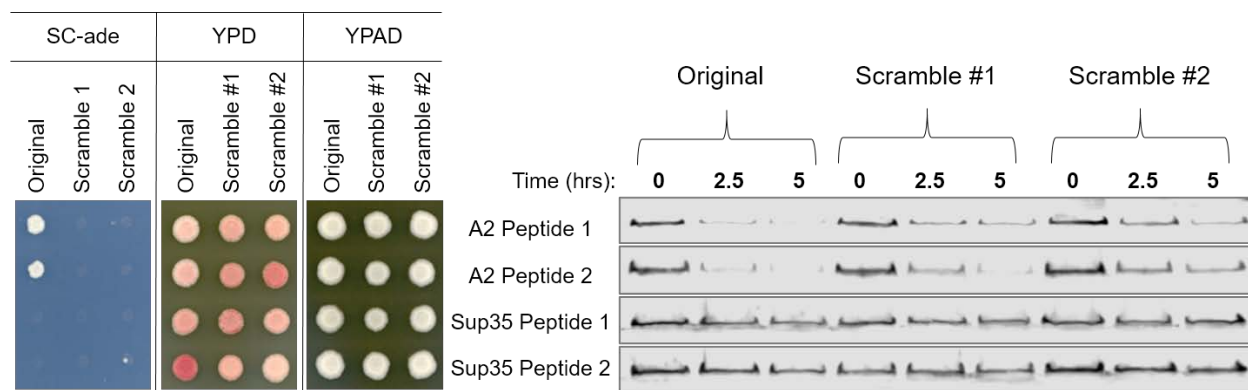 SC-ade YPD YPAD
Original Scramble 1 Scramble 2 Original Scramble #1 Scramble #2 Original Scramble #1 Scramble #2
Original Scramble #1 Scramble #2
Time (hrs): 0 2.5 5 0 2.5 5 0 2.5 5
A2 Peptide 1
A2 Peptide 2
Sup35 Peptide 1
Sup35 Peptide 2